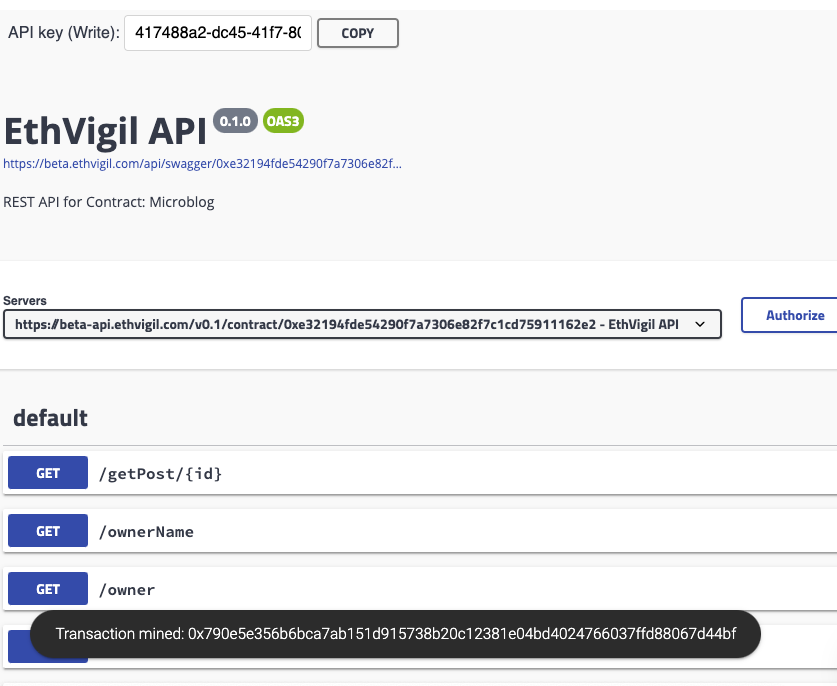 API key (Write): 417488a2-dc45-41f7-80 COPY
EthVigil API 0.1.0 OAS3
https://beta.ethvigil.com/api/swagger/0xe32194fde54290f7a7306e82f...
REST API for Contract: Microblog
Servers
https://beta-api.ethvigil.com/v0.1/contract/0xe32194fde54290f7a7306e82f7c1cd75911162e2 - EthVigil API
Authorize
default
GET /getPost/{id}
GET /ownerName
GET /owner
Transaction mined: 0x790e5e356b6bca7ab151d915738b20c12381e04bd4024766037ffd88067d44bf